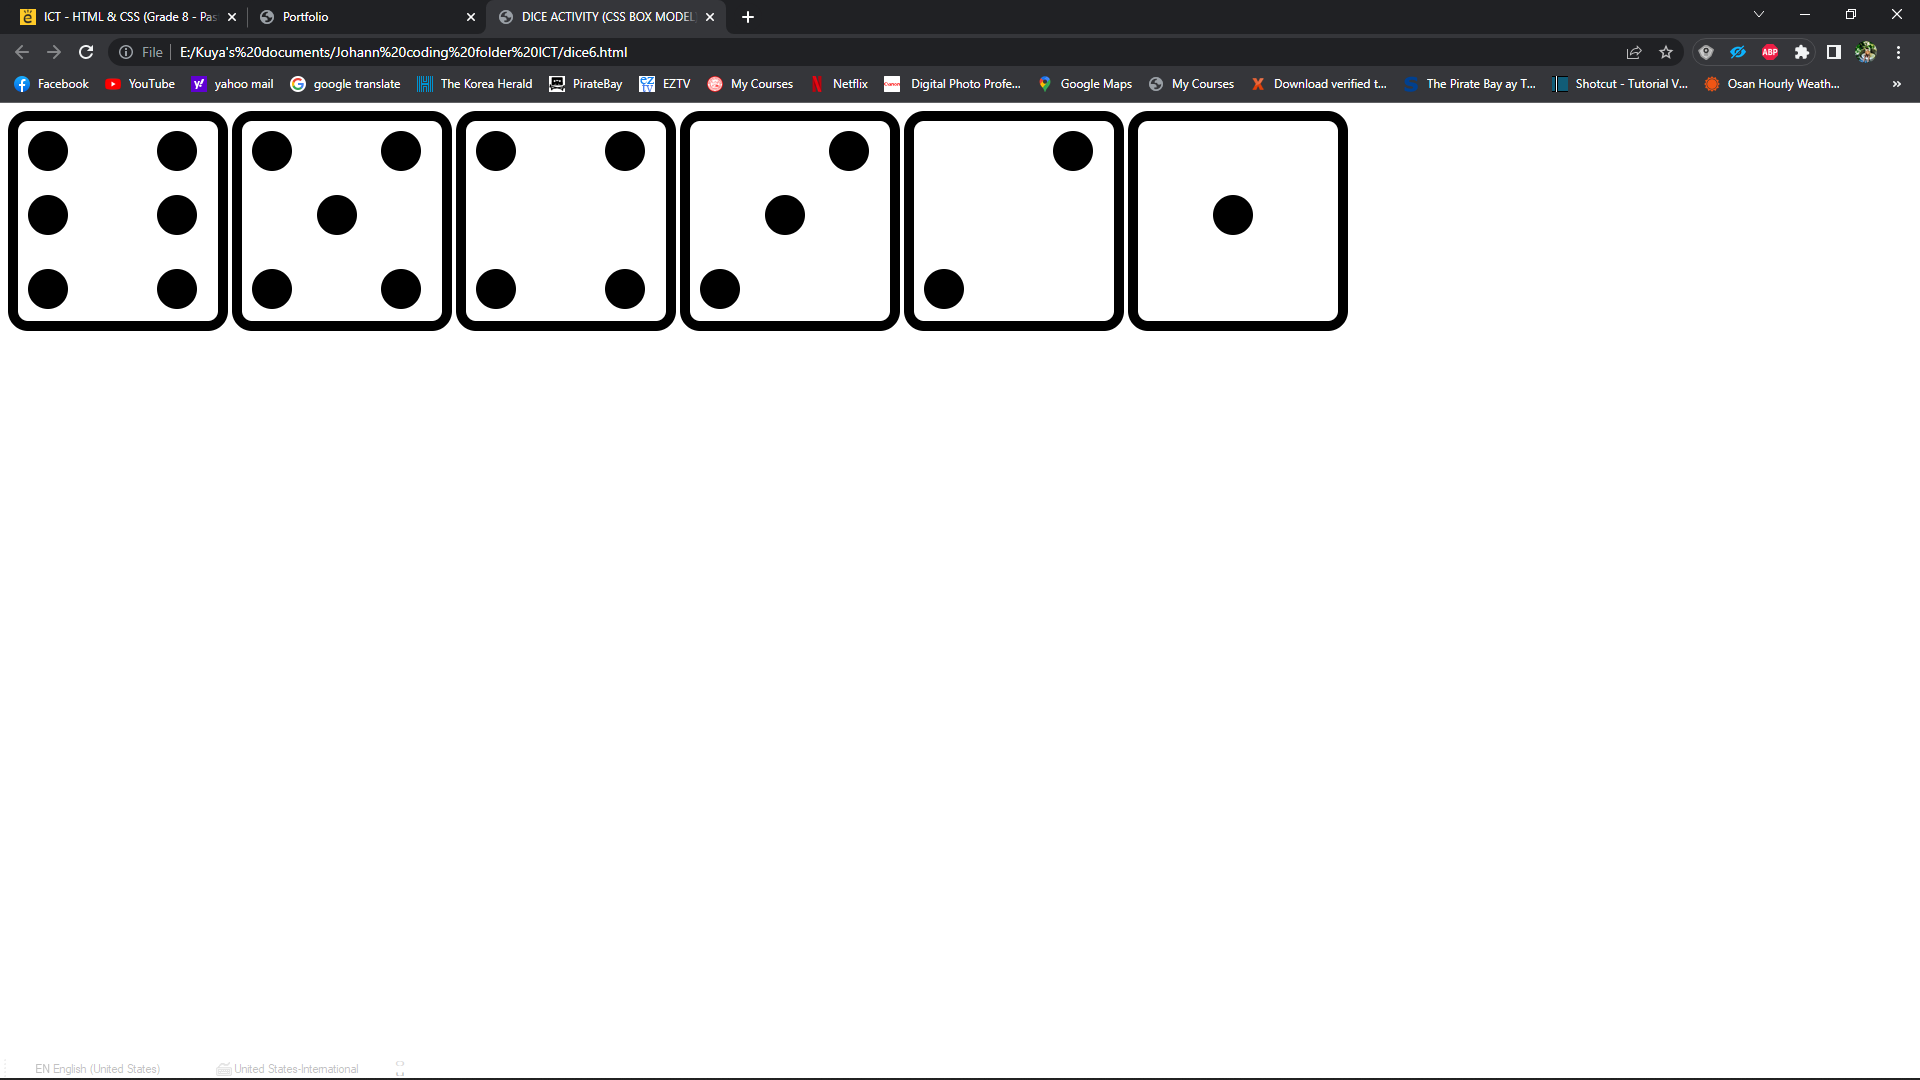 ICT - HTML & CSS (Grade 8 - Pas
Portfolio
DICE ACTIVITY (CSS BOX MODEL)
File
E:/Kuya's%20documents/Johann%20coding%20folder%20ICT/dice6.html
ABP
Facebook
YouTube
yahoo mail
google translate
The Korea Herald
PirateBay
EZTV
My Courses
Netflix
Digital Photo Profe...
Google Maps
My Courses
Download verified t...
The Pirate Bay ay T...
Shotcut - Tutorial V...
Osan Hourly Weath...
EN English (United States)
United States-International